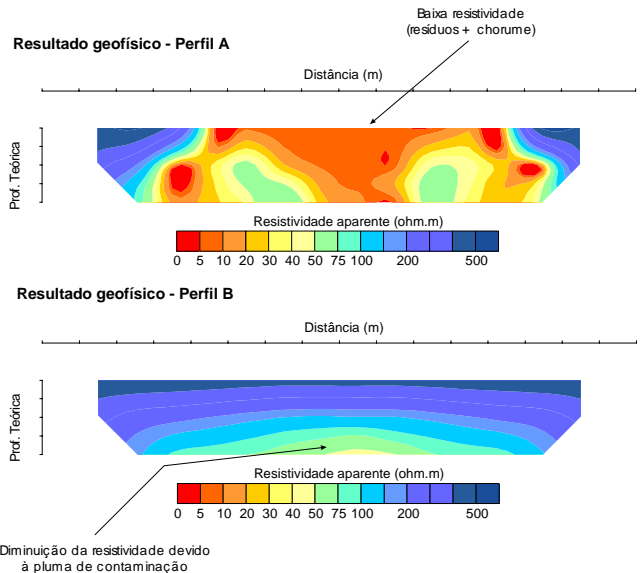 Baixa resistividade
(resíduos + chorume)
Resultado geofísico - Perfil A
Distância (m)
Prof. Teórica
Resistividade aparente (ohm.m)
0 5 10 20 30 40 50 75 100 200 500
Resultado geofísico - Perfil B
Distância (m)
Prof. Teórica
Resistividade aparente (ohm.m)
0 5 10 20 30 40 50 75 100 200 500
Diminuição da resistividade devido
à pluma de contaminação